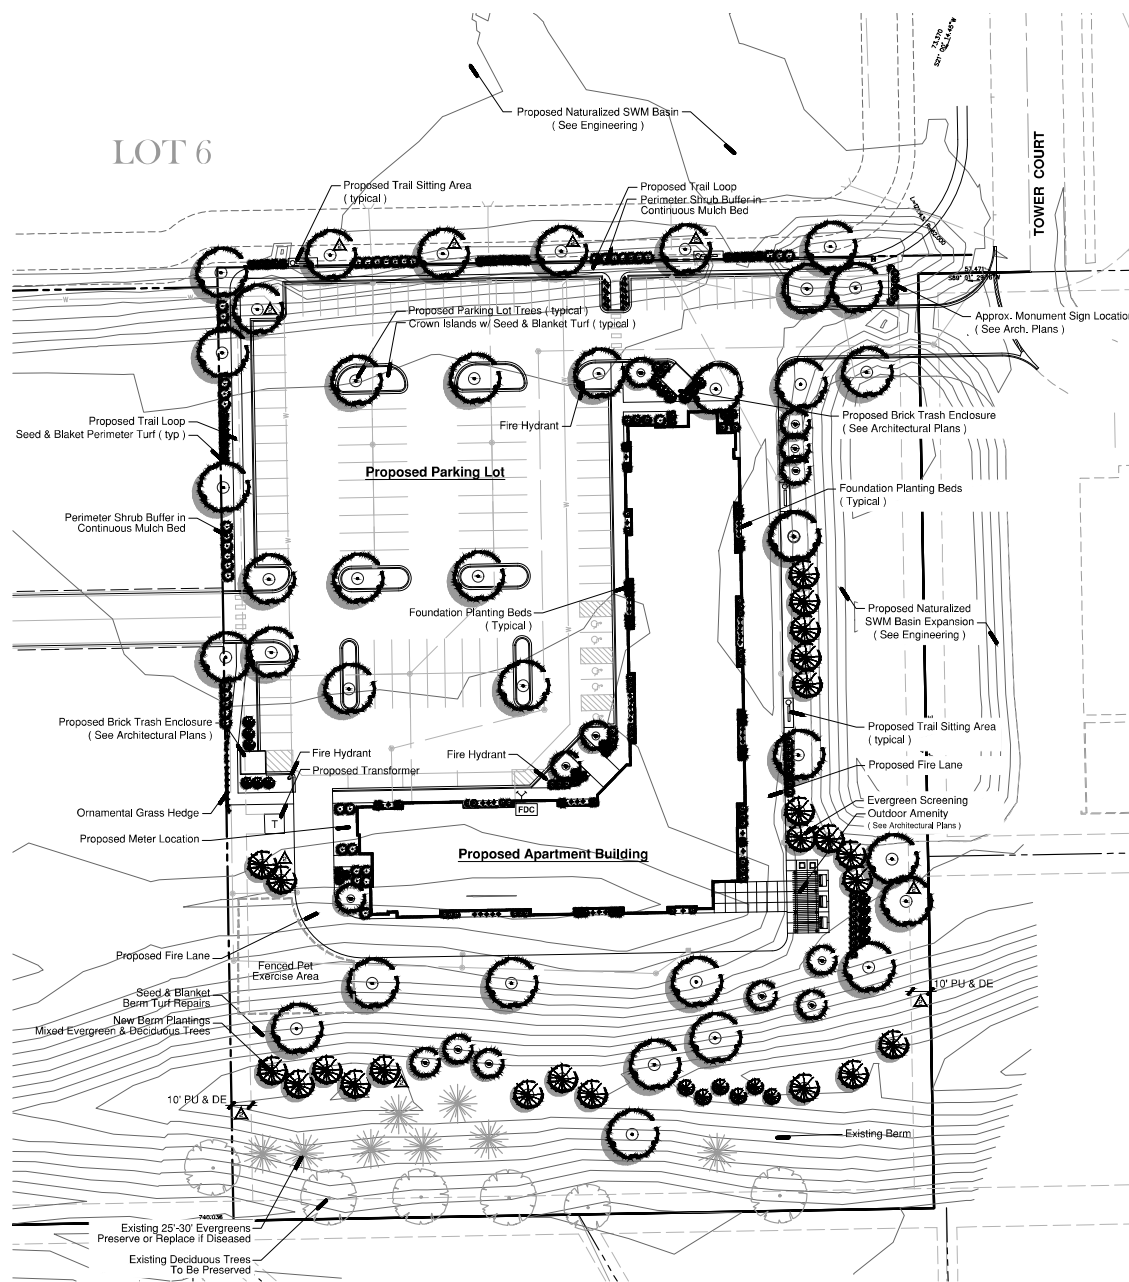 73.370
S21° 00' 14.45"W
Proposed Naturalized SWM Basin
( See Engineering )
LOT 6
TOWER COURT
Proposed Trail Sitting Area
( typical )
Proposed Trail Loop
Perimeter Shrub Buffer in
Continuous Mulch Bed
57.471
Approx. Monument Sign Location
( See Arch. Plans )
Proposed Parking Lot Trees ( typical )
Crown Islands w/ Seed & Blanket Turf ( typical )
Proposed Trail Loop
Seed & Blaket Perimeter Turf ( typ )
Fire Hydrant
Proposed Brick Trash Enclosure
( See Architectural Plans )
Proposed Parking Lot
Foundation Planting Beds
( Typical )
Perimeter Shrub Buffer in
Continuous Mulch Bed
Foundation Planting Beds
( Typical )
Proposed Naturalized
SWM Basin Expansion
( See Engineering )
Proposed Brick Trash Enclosure
( See Architectural Plans )
Fire Hydrant
Proposed Transformer
Fire Hydrant
Proposed Trail Sitting Area
( typical )
Proposed Fire Lane
Ornamental Grass Hedge
T
FDC
Evergreen Screening
Outdoor Amenity
( See Architectural Plans )
Proposed Meter Location
Proposed Apartment Building
Proposed Fire Lane
Fenced Pet
Exercise Area
Seed & Blanket
Berm Turf Repairs
10' PU & DE
New Berm Plantings
Mixed Evergreen & Deciduous Trees
10' PU & DE
Existing Berm
Existing 25'-30' Evergreens
Preserve or Replace if Diseased
Existing Deciduous Trees
To Be Preserved